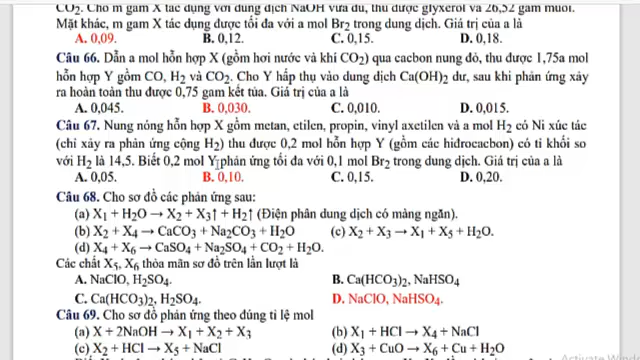 CO₂. Cho m gam X tác dụng với dung dịch NaOH vừa đủ, thu được glyxerol và 26,52 gam muối.
Mặt khác, m gam X tác dụng được tối đa với a mol Br₂ trong dung dịch. Giá trị của a là
A. 0,09. B. 0,12. C. 0,15. D. 0,18.
Câu 66. Dẫn a mol hỗn hợp X (gồm hơi nước và khí CO₂) qua cacbon nung đỏ, thu được 1,75a mol
hỗn hợp Y gồm CO, H₂ và CO₂. Cho Y hấp thụ vào dung dịch Ca(OH)₂ dư, sau khi phản ứng xảy
ra hoàn toàn thu được 0,75 gam kết tủa. Giá trị của a là
A. 0,045. B. 0,030. C. 0,010. D. 0,015.
Câu 67. Nung nóng hỗn hợp X gồm metan, etilen, propin, vinyl axetilen và a mol H₂ có Ni xúc tác
(chỉ xảy ra phản ứng cộng H₂) thu được 0,2 mol hỗn hợp Y (gồm các hiđrocacbon) có tỉ khối so
với H₂ là 14,5. Biết 0,2 mol Y phản ứng tối đa với 0,1 mol Br₂ trong dung dịch. Giá trị của a là
A. 0,05. B. 0,10. C. 0,15. D. 0,20.
Câu 68. Cho sơ đồ các phản ứng sau:
(a) X₁ + H₂O → X₂ + X₃↑ + H₂↑ (Điện phân dung dịch có màng ngăn).
(b) X₂ + X₄ → CaCO₃ + Na₂CO₃ + H₂O (c) X₂ + X₃ → X₁ + X₅ + H₂O.
(d) X₄ + X₆ → CaSO₄ + Na₂SO₄ + CO₂ + H₂O.
Các chất X₅, X₆ thỏa mãn sơ đồ trên lần lượt là
A. NaClO, H₂SO₄. B. Ca(HCO₃)₂, NaHSO₄
C. Ca(HCO₃)₂, H₂SO₄. D. NaClO, NaHSO₄.
Câu 69. Cho sơ đồ phản ứng theo đúng tỉ lệ mol
(a) X + 2NaOH → X₁ + X₂ + X₃ (b) X₁ + HCl → X₄ + NaCl
(c) X₂ + HCl → X₅ + NaCl (d) X₃ + CuO → X₆ + Cu + H₂O